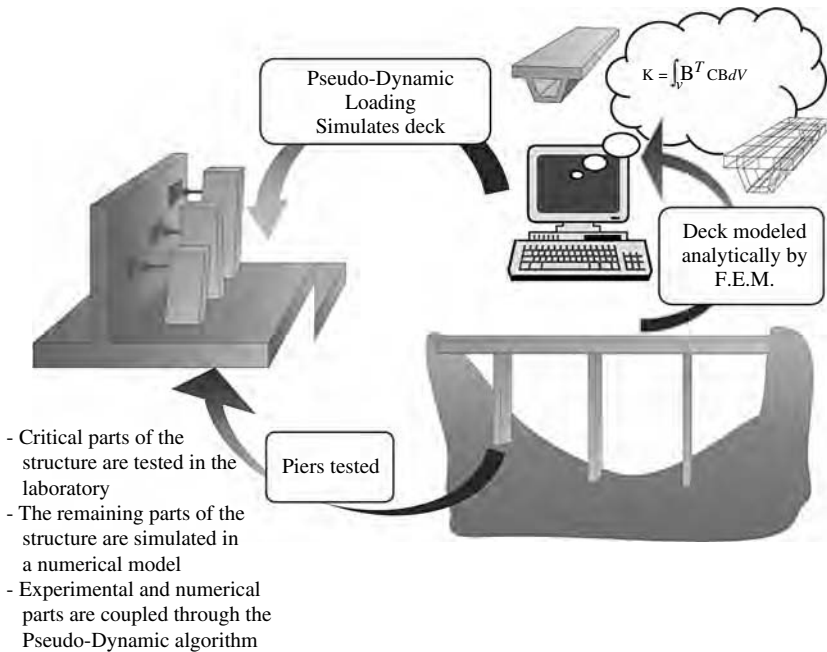 Pseudo-Dynamic
Loading
Simulates deck
K = ∫v B^T CBdV
Deck modeled
analytically by
F.E.M.
Piers tested
- Critical parts of the
structure are tested in the
laboratory
- The remaining parts of the
structure are simulated in
a numerical model
- Experimental and numerical
parts are coupled through the
Pseudo-Dynamic algorithm